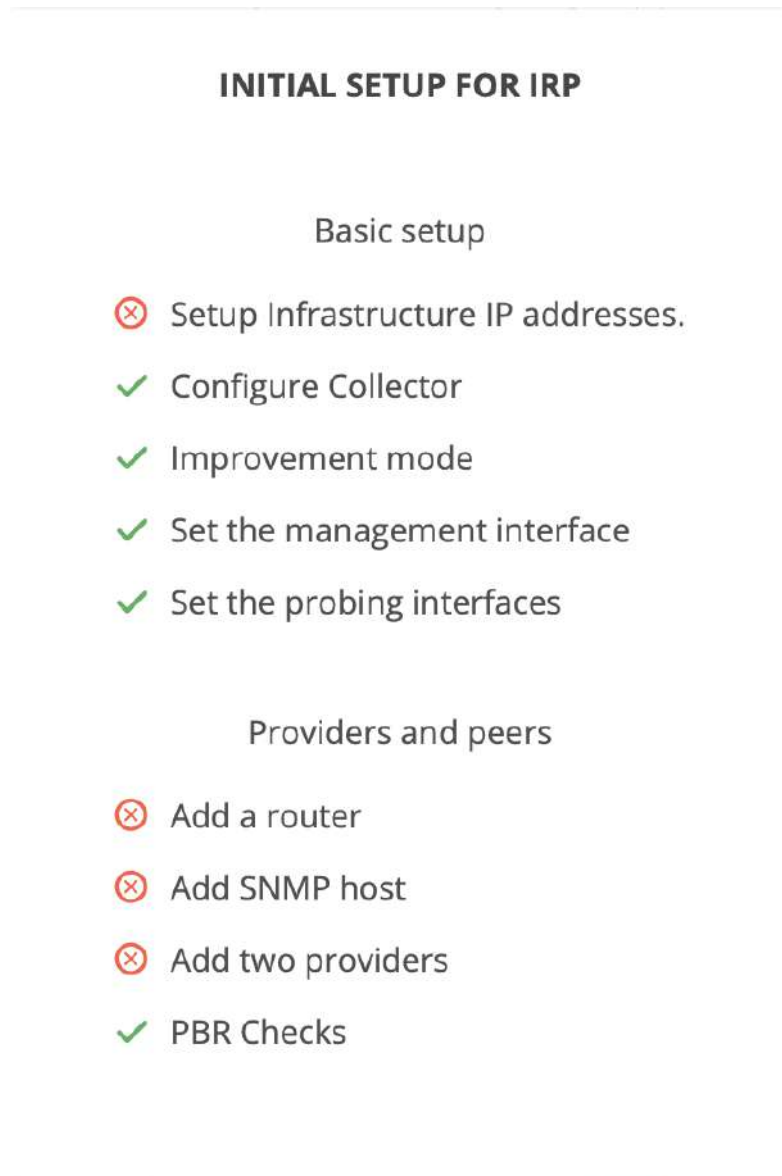 INITIAL SETUP FOR IRP
Basic setup
Setup Infrastructure IP addresses.
Configure Collector
Improvement mode
Set the management interface
Set the probing interfaces
Providers and peers
Add a router
Add SNMP host
Add two providers
PBR Checks